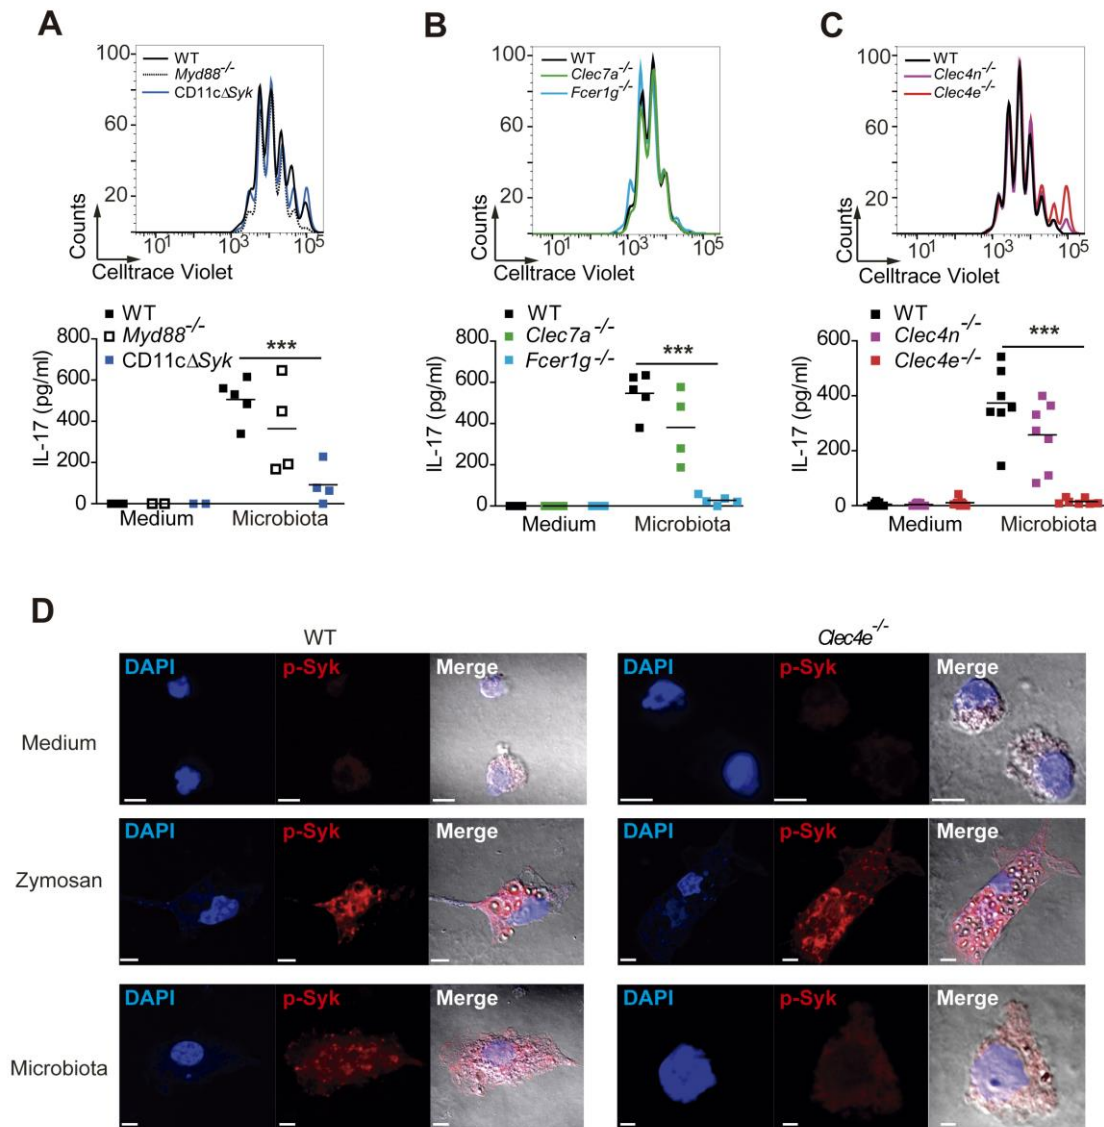 A
100
60
20
Counts
WT
Myd88-/-
CD11cΔSyk
10¹ 10³ 10⁵
Celltrace Violet
WT
Myd88-/-
CD11cΔSyk
***
IL-17 (pg/ml)
800
600
400
200
0
Medium Microbiota
B
100
60
20
Counts
WT
Clec7a-/-
Fcer1g-/-
10¹ 10³ 10⁵
Celltrace Violet
WT
Clec7a-/-
Fcer1g-/-
***
IL-17 (pg/ml)
800
600
400
200
0
Medium Microbiota
C
100
60
20
Counts
WT
Clec4n-/-
Clec4e-/-
10¹ 10³ 10⁵
Celltrace Violet
WT
Clec4n-/-
Clec4e-/-
***
IL-17 (pg/ml)
600
400
200
0
Medium Microbiota
D
WT Clec4e-/-
Medium
DAPI p-Syk Merge DAPI p-Syk Merge
Zymosan
DAPI p-Syk Merge DAPI p-Syk Merge
Microbiota
DAPI p-Syk Merge DAPI p-Syk Merge